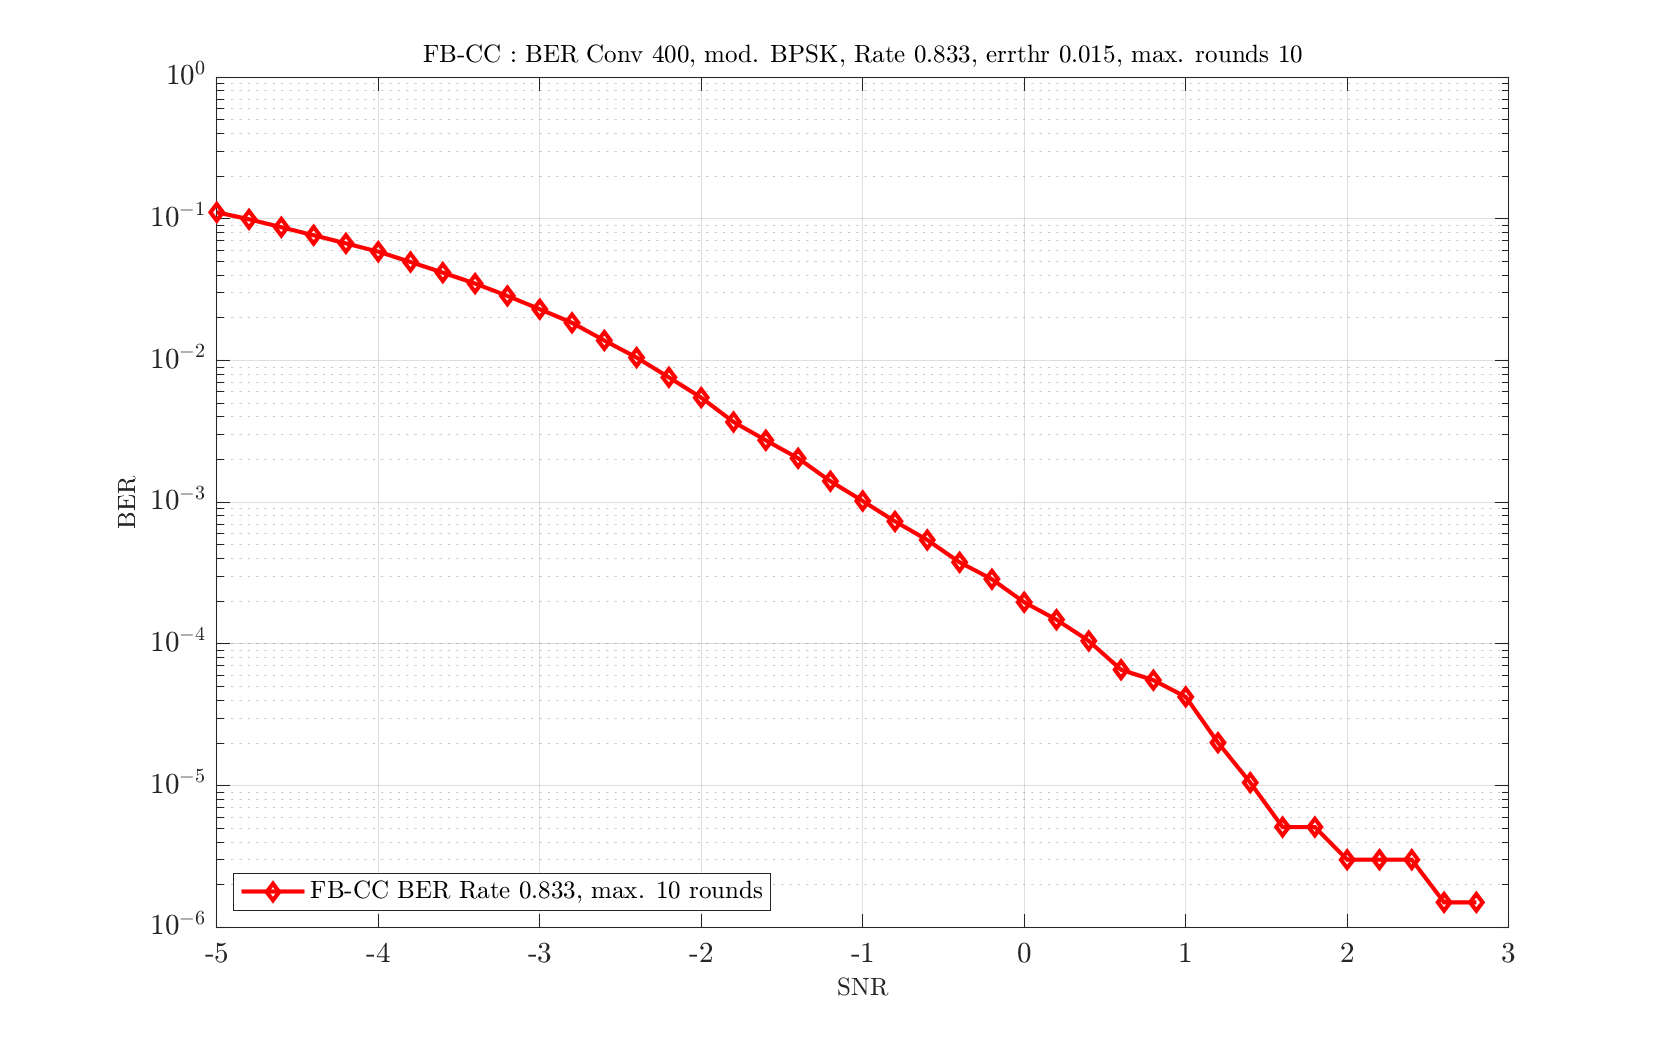 FB-CC : BER Conv 400, mod. BPSK, Rate 0.833, errthr 0.015, max. rounds 10
10^0
10^−1
10^−2
10^−3
10^−4
10^−5
10^−6
BER
FB-CC BER Rate 0.833, max. 10 rounds
-5 -4 -3 -2 -1 0 1 2 3
SNR